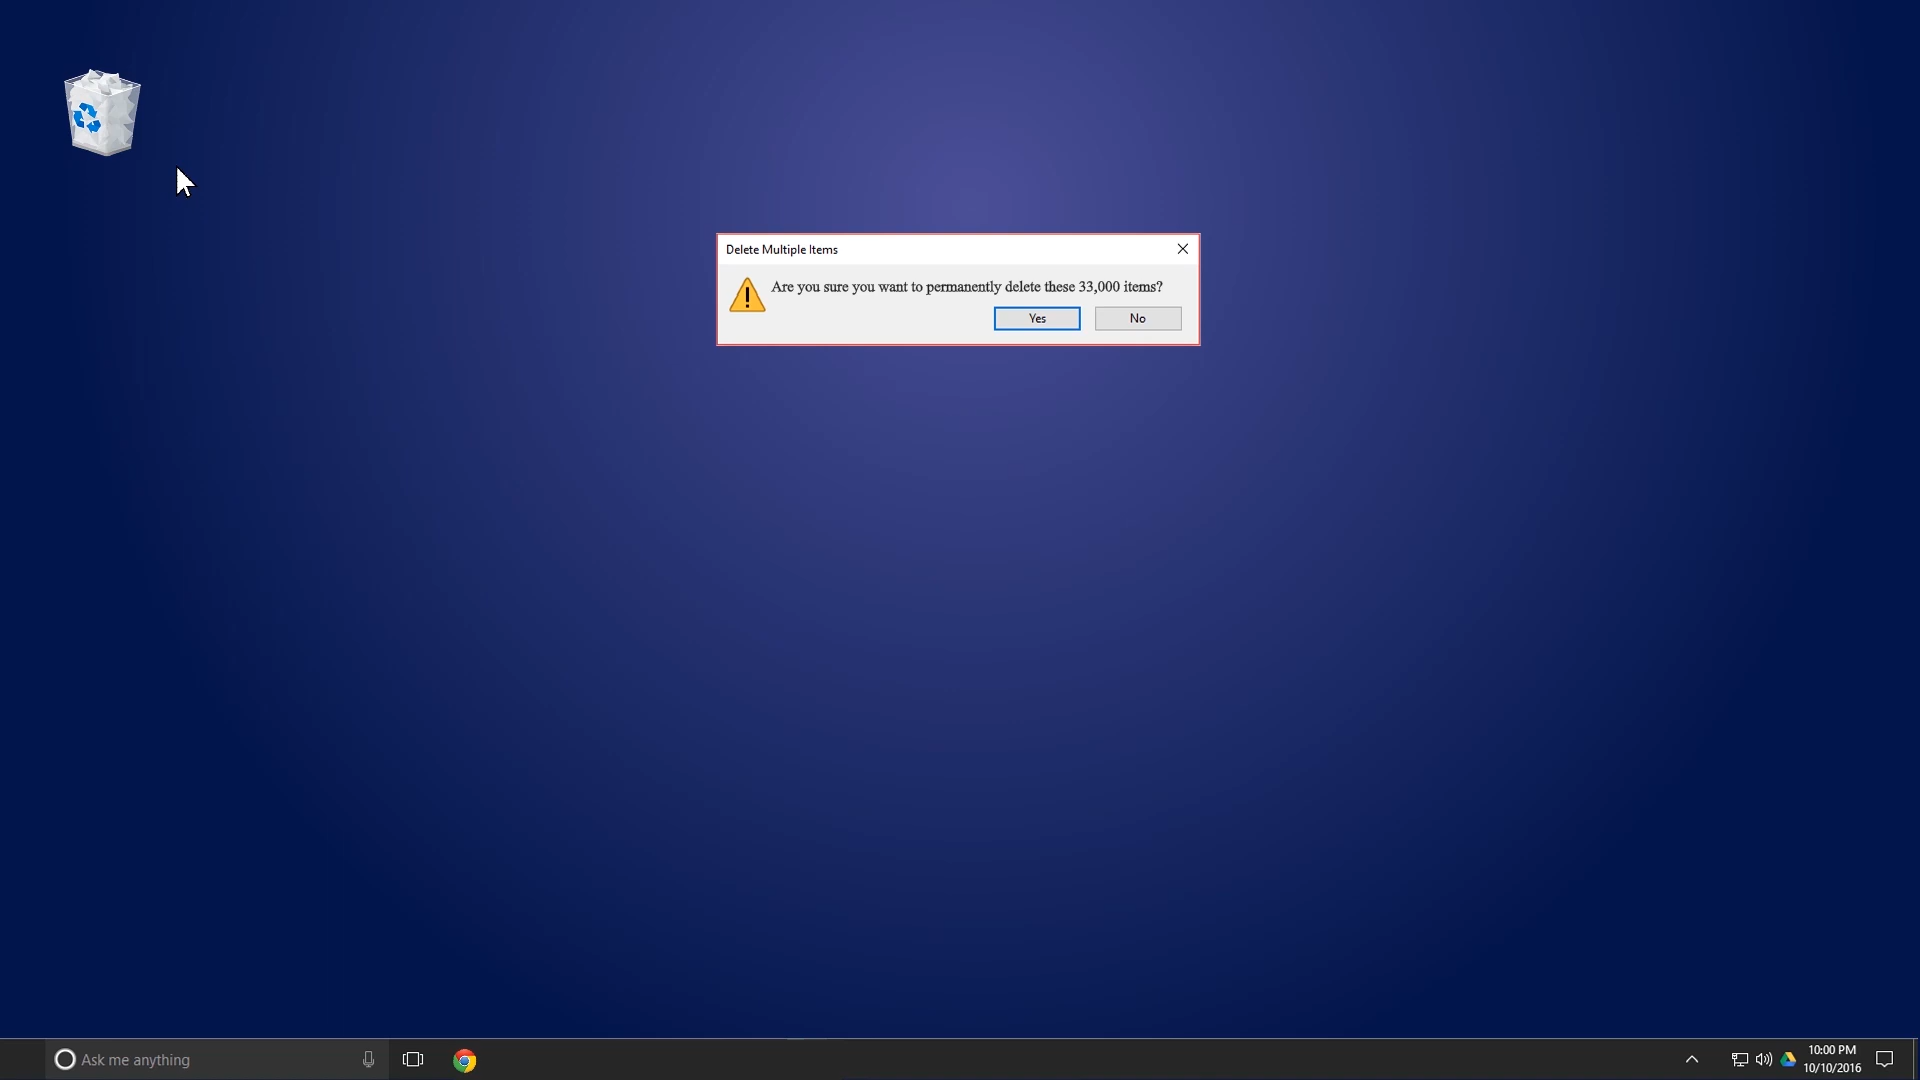 Delete Multiple Items
Are you sure you want to permanently delete these 33,000 items?
Yes No
Ask me anything
10:00 PM
10/10/2016